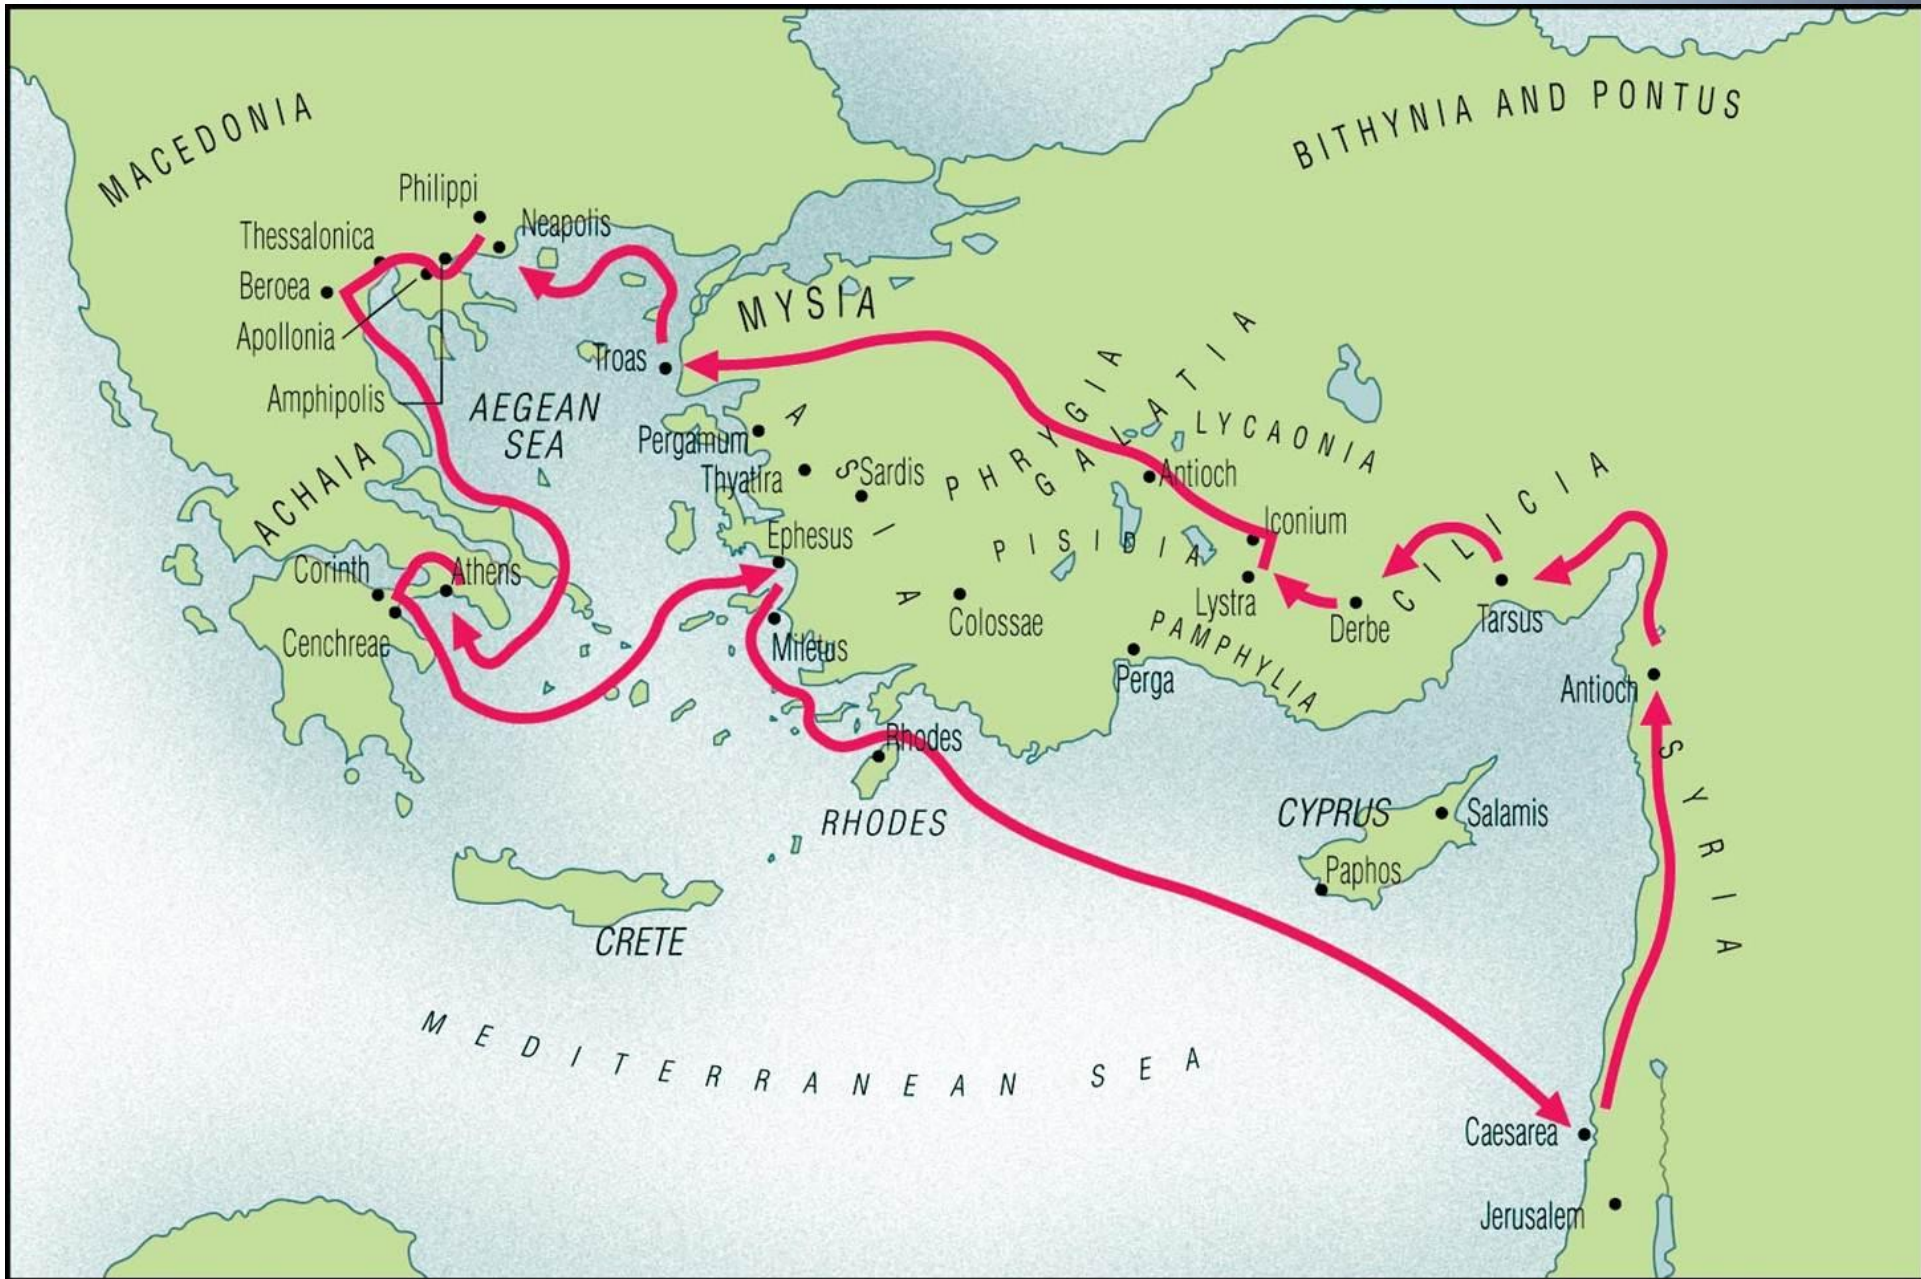 MACEDONIA
BITHYNIA AND PONTUS
Philippi
Neapolis
Thessalonica
Beroea
Apollonia
Amphipolis
MYSIA
Troas
AEGEAN
SEA
PHRYGIA
GALATIA
LYCAONIA
CILICIA
Pergamum
Thyatira
Sardis
ASIA
Antioch
ACHAIA
Ephesus
PISIDIA
Iconium
Corinth
Athens
Cenchreae
Colossae
Lystra
Derbe
Tarsus
Miletus
PAMPHYLIA
Perga
Antioch
Rhodes
RHODES
SYRIA
CYPRUS
Salamis
Paphos
CRETE
MEDITERRANEAN SEA
Caesarea
Jerusalem